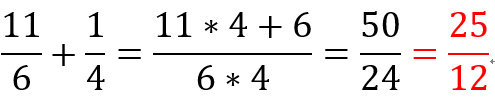 11/6 + 1/4 = (11 * 4 + 6)/(6 * 4) = 50/24 = 25/12